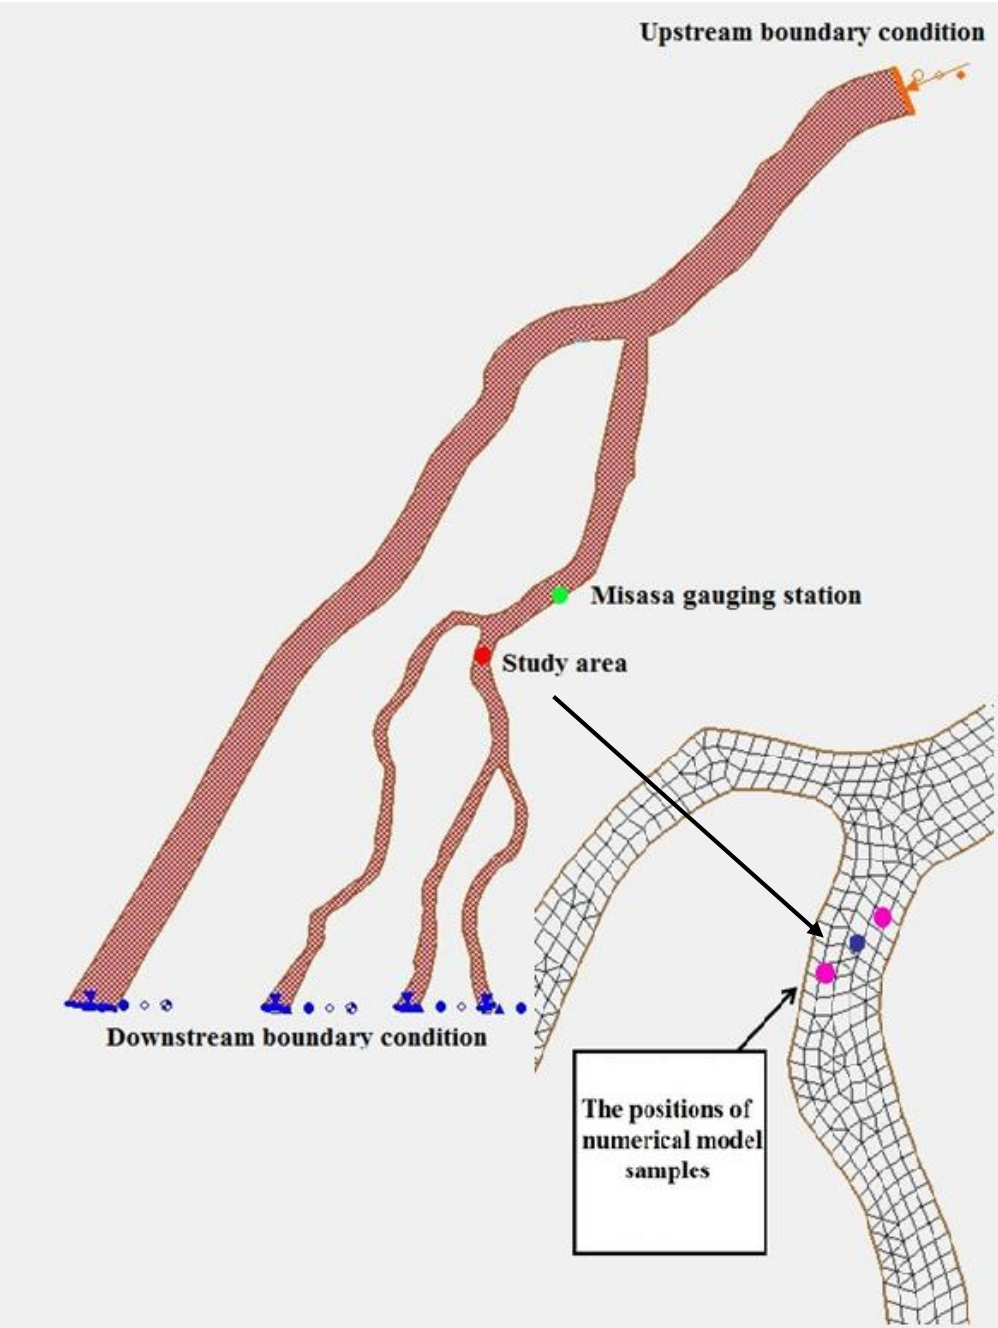 Upstream boundary condition
Misasa gauging station
Study area
Downstream boundary condition
The positions of
numerical model
samples